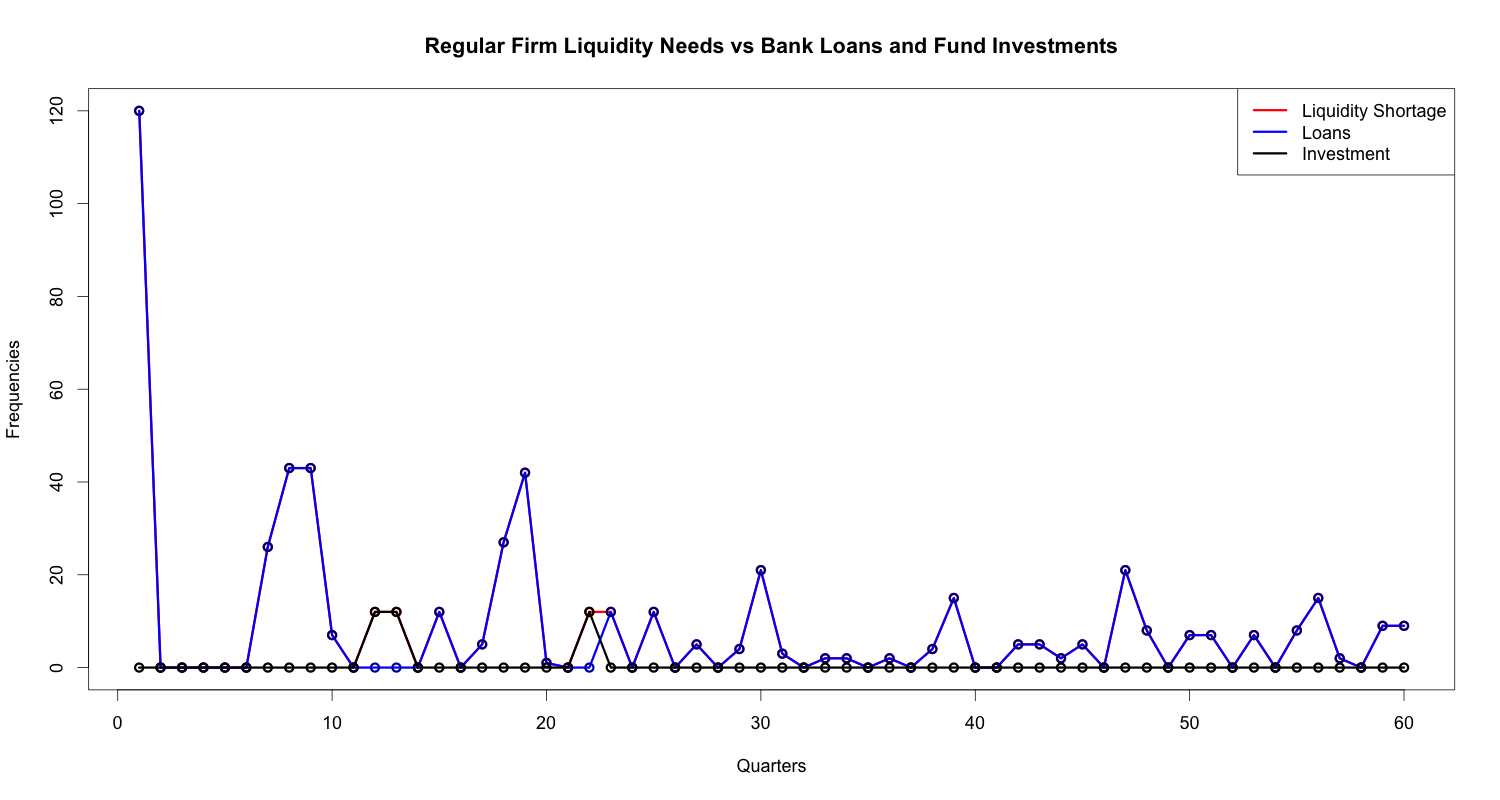 Regular Firm Liquidity Needs vs Bank Loans and Fund Investments
Liquidity Shortage
Loans
Investment
Frequencies
120
100
80
60
40
20
0
0 10 20 30 40 50 60
Quarters